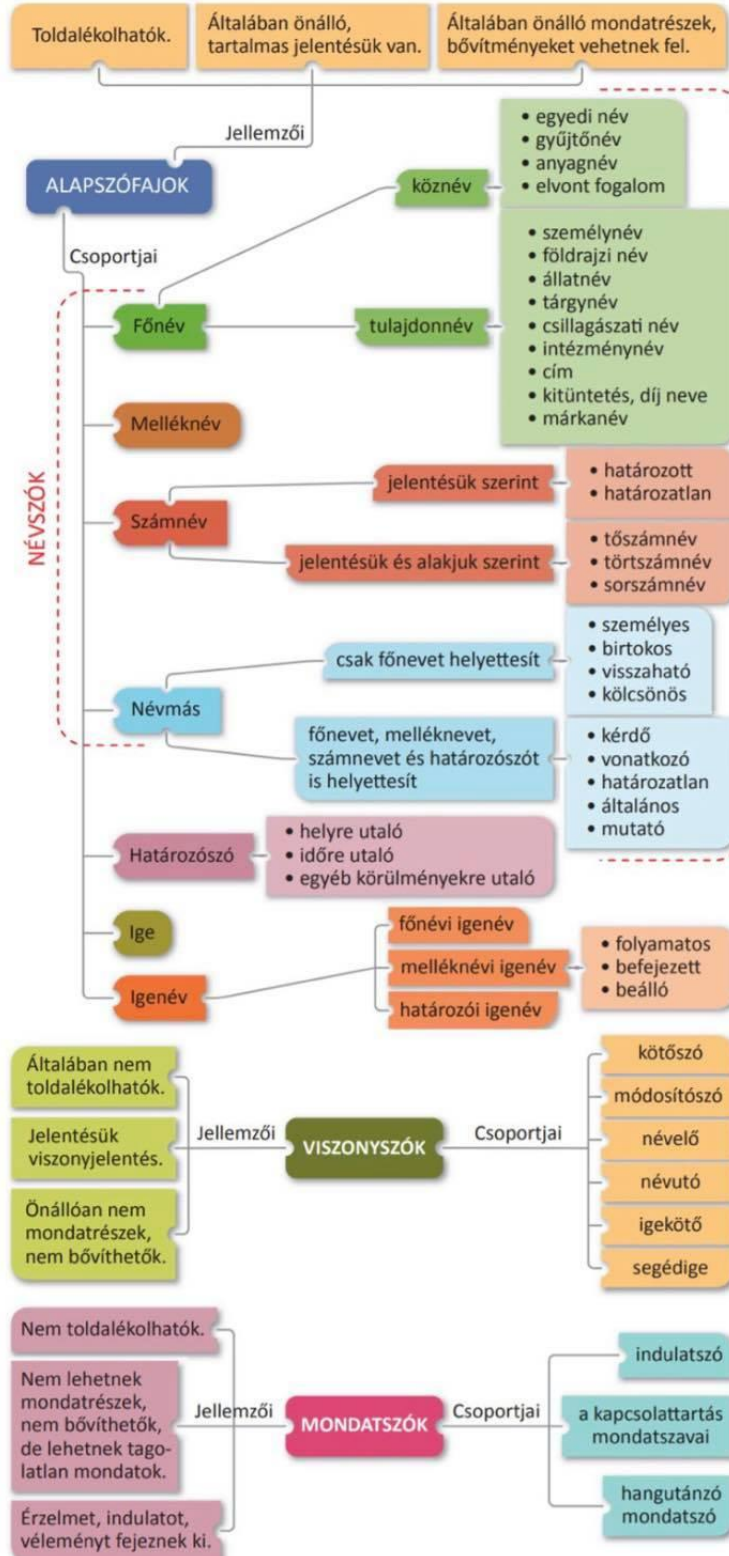 Toldalékolhatók.
Általában önálló,
tartalmas jelentésük van.
Általában önálló mondatrészek,
bővítményeket vehetnek fel.
Jellemzői
ALAPSZÓFAJOK
Csoportjai
NÉVSZÓK
Főnév
köznév
• egyedi név
• gyűjtőnév
• anyagnév
• elvont fogalom
tulajdonnév
• személynév
• földrajzi név
• állatnév
• tárgynév
• csillagászati név
• intézménynév
• cím
• kitüntetés, díj neve
• márkanév
Melléknév
Számnév
jelentésük szerint
• határozott
• határozatlan
jelentésük és alakjuk szerint
• tőszámnév
• törtszámnév
• sorszámnév
Névmás
csak főnevet helyettesít
• személyes
• birtokos
• visszaható
• kölcsönös
főnevet, melléknevet,
számnevet és határozószót
is helyettesít
• kérdő
• vonatkozó
• határozatlan
• általános
• mutató
Határozószó
• helyre utaló
• időre utaló
• egyéb körülményekre utaló
Ige
Igenév
főnévi igenév
melléknévi igenév
határozói igenév
• folyamatos
• befejezett
• beálló
Általában nem
toldalékolhatók.
Jelentésük
viszonyjelentés.
Önállóan nem
mondatrészek,
nem bővíthetők.
Jellemzői
VISZONYSZÓK
Csoportjai
kötőszó
módosítószó
névelő
névutó
igekötő
segédige
Nem toldalékolhatók.
Nem lehetnek
mondatrészek,
nem bővíthetők,
de lehetnek tago-
latlan mondatok.
Érzelmet, indulatot,
véleményt fejeznek ki.
Jellemzői
MONDATSZÓK
Csoportjai
indulatszó
a kapcsolattartás
mondatszavai
hangutánzó
mondatszó